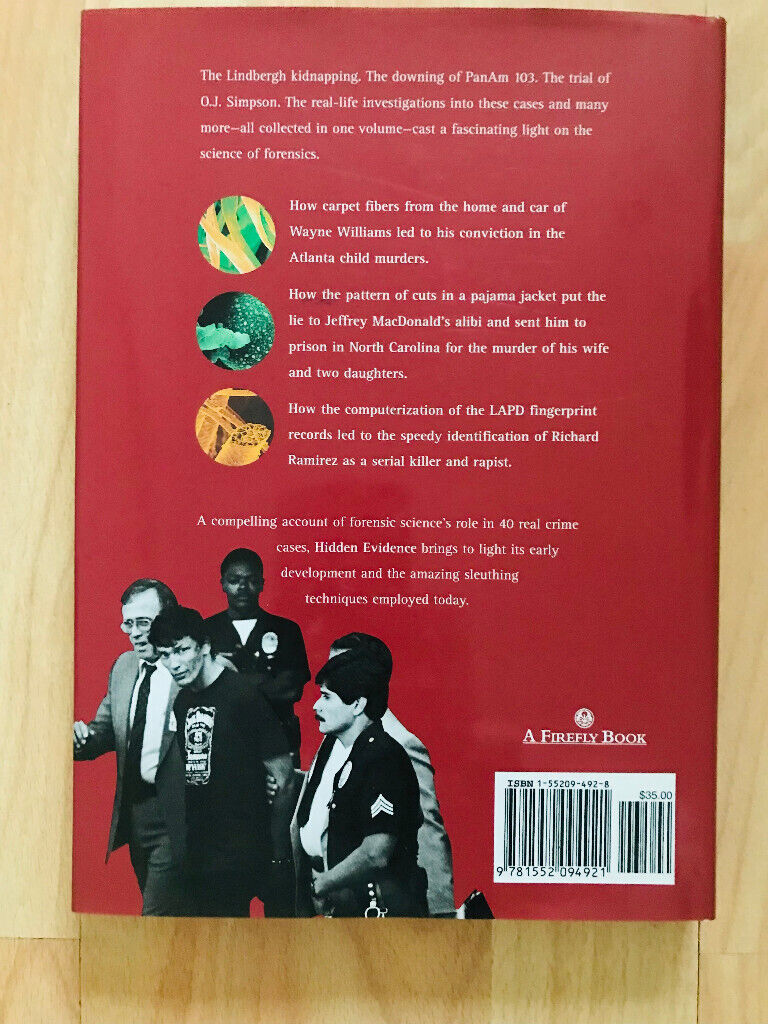 The Lindbergh kidnapping. The downing of PanAm 103. The trial of
O.J. Simpson. The real-life investigations into these cases and many
more—all collected in one volume—cast a fascinating light on the
science of forensics.
How carpet fibers from the home and car of
Wayne Williams led to his conviction in the
Atlanta child murders.
How the pattern of cuts in a pajama jacket put the
lie to Jeffrey MacDonald's alibi and sent him to
prison in North Carolina for the murder of his wife
and two daughters.
How the computerization of the LAPD fingerprint
records led to the speedy identification of Richard
Ramirez as a serial killer and rapist.
A compelling account of forensic science's role in 40 real crime
cases, Hidden Evidence brings to light its early
development and the amazing sleuthing
techniques employed today.
A FIREFLY BOOK
ISBN 1-55209-492-8
$35.00
9 781552 094921